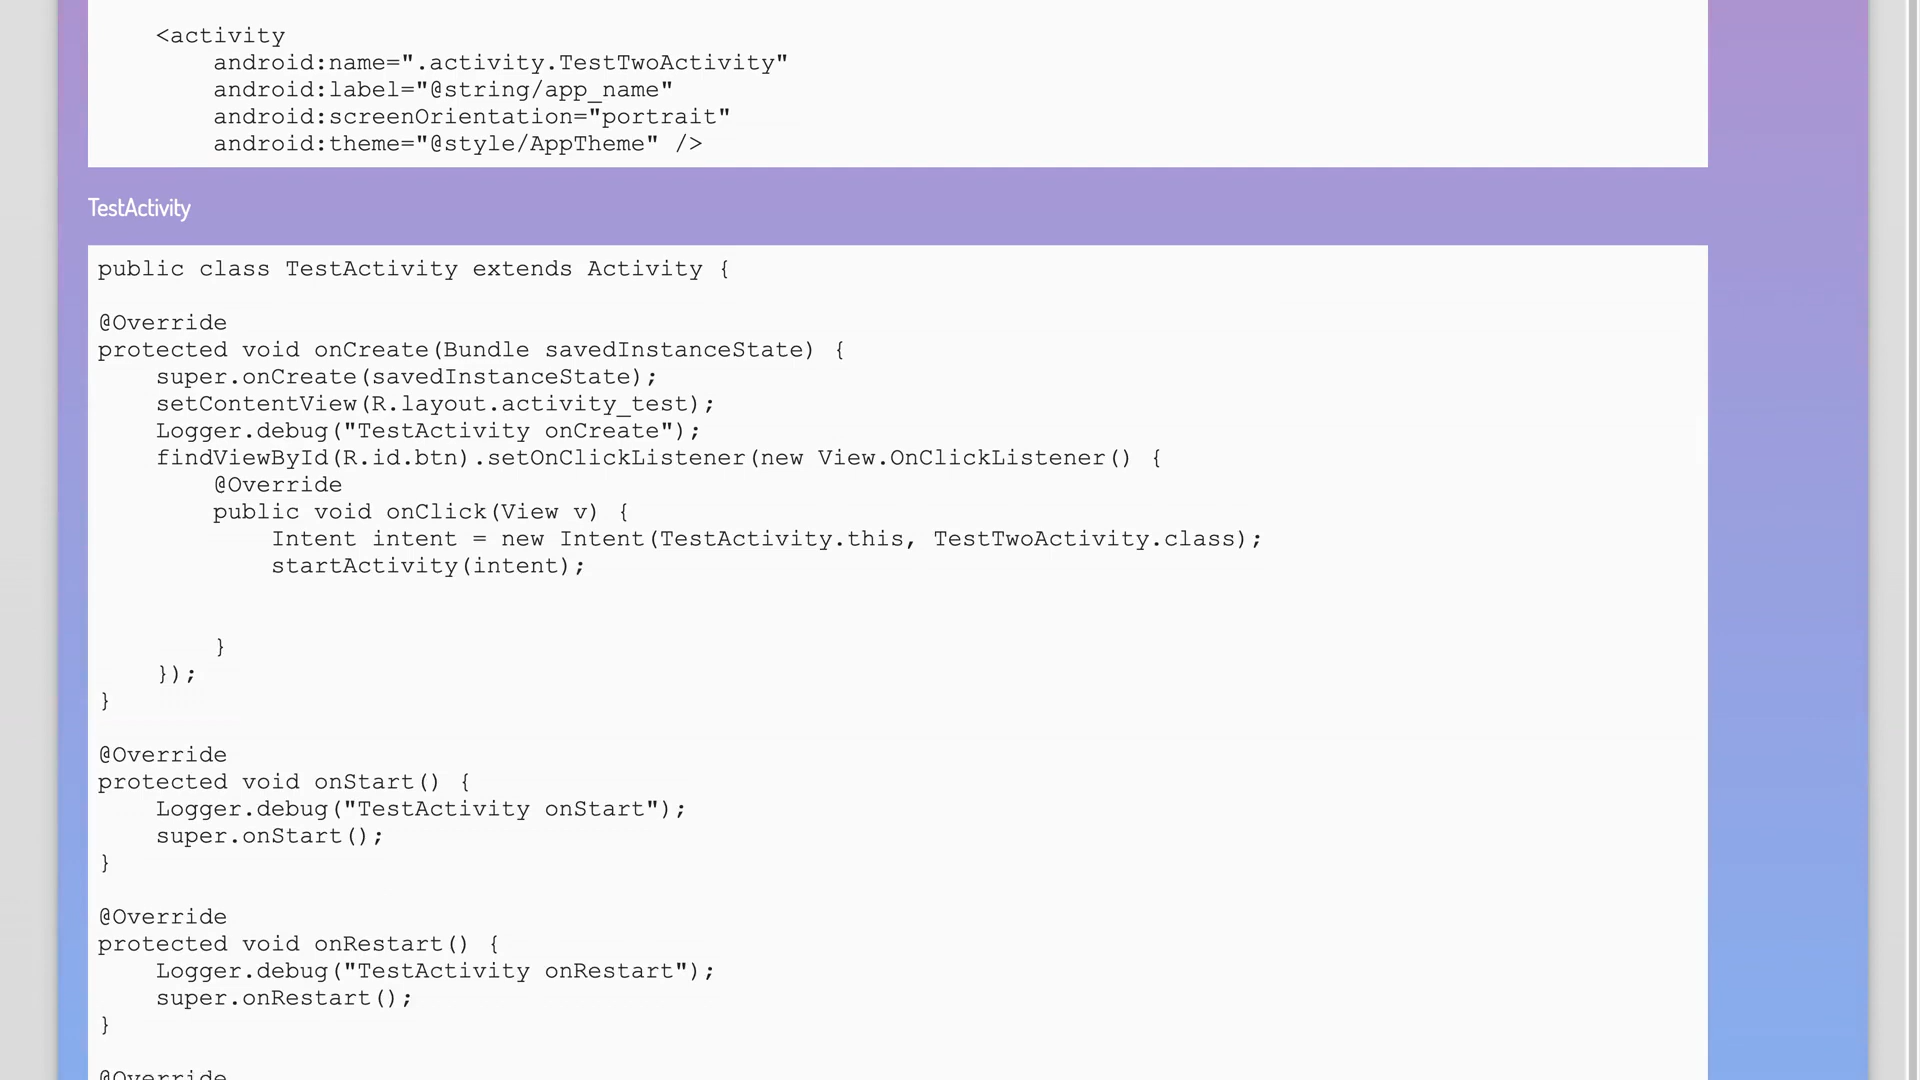 <activity
android:name=".activity.TestTwoActivity"
android:label="@string/app_name"
android:screenOrientation="portrait"
android:theme="@style/AppTheme" />
TestActivity
public class TestActivity extends Activity {
@Override
protected void onCreate(Bundle savedInstanceState) {
super.onCreate(savedInstanceState);
setContentView(R.layout.activity_test);
Logger.debug("TestActivity onCreate");
findViewById(R.id.btn).setOnClickListener(new View.OnClickListener() {
@Override
public void onClick(View v) {
Intent intent = new Intent(TestActivity.this, TestTwoActivity.class);
startActivity(intent);
}
});
}
@Override
protected void onStart() {
Logger.debug("TestActivity onStart");
super.onStart();
}
@Override
protected void onRestart() {
Logger.debug("TestActivity onRestart");
super.onRestart();
}
@Override